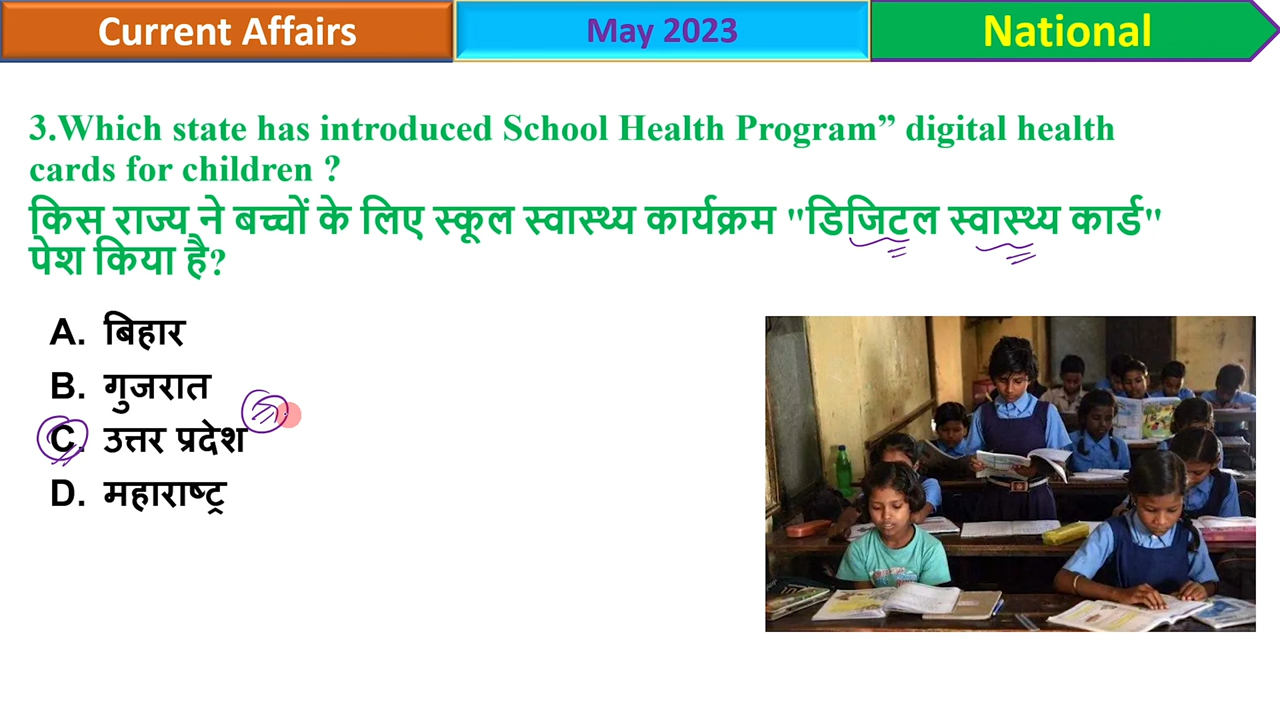 Current Affairs
May 2023
National
3.Which state has introduced School Health Program” digital health
cards for children ?
किस राज्य ने बच्चों के लिए स्कूल स्वास्थ्य कार्यक्रम "डिजिटल स्वास्थ्य कार्ड"
पेश किया है?
A. बिहार
B. गुजरात
C. उत्तर प्रदेश
D. महाराष्ट्र